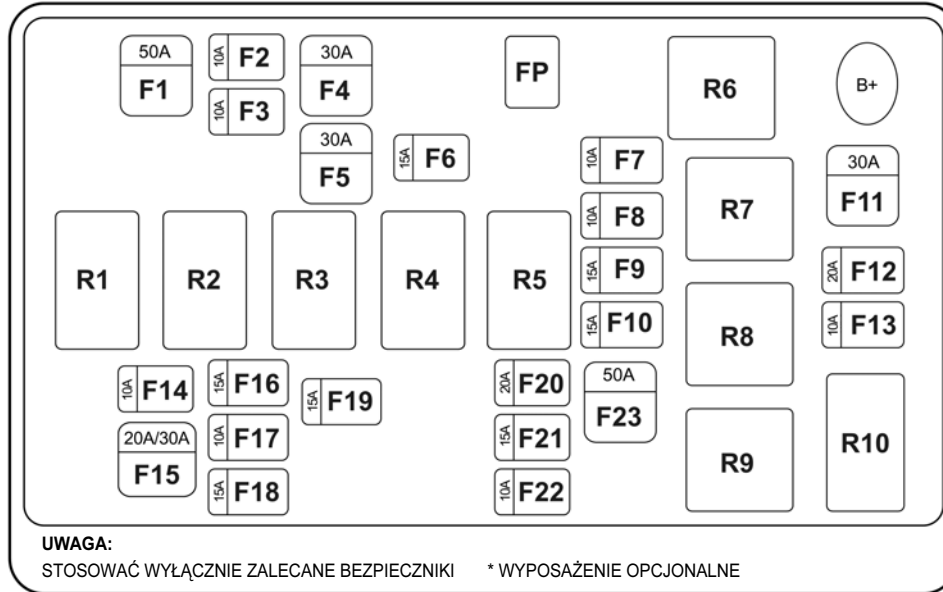 50A
F1
10A
F2
10A
F3
30A
F4
30A
F5
15A
F6
FP
R6
B+
10A
F7
10A
F8
15A
F9
15A
F10
R7
30A
F11
20A
F12
10A
F13
R1
R2
R3
R4
R5
R8
10A
F14
20A/30A
F15
15A
F16
10A
F17
15A
F18
15A
F19
20A
F20
15A
F21
10A
F22
50A
F23
R9
R10
UWAGA:
STOSOWAĆ WYŁĄCZNIE ZALECANE BEZPIECZNIKI * WYPOSAŻENIE OPCJONALNE